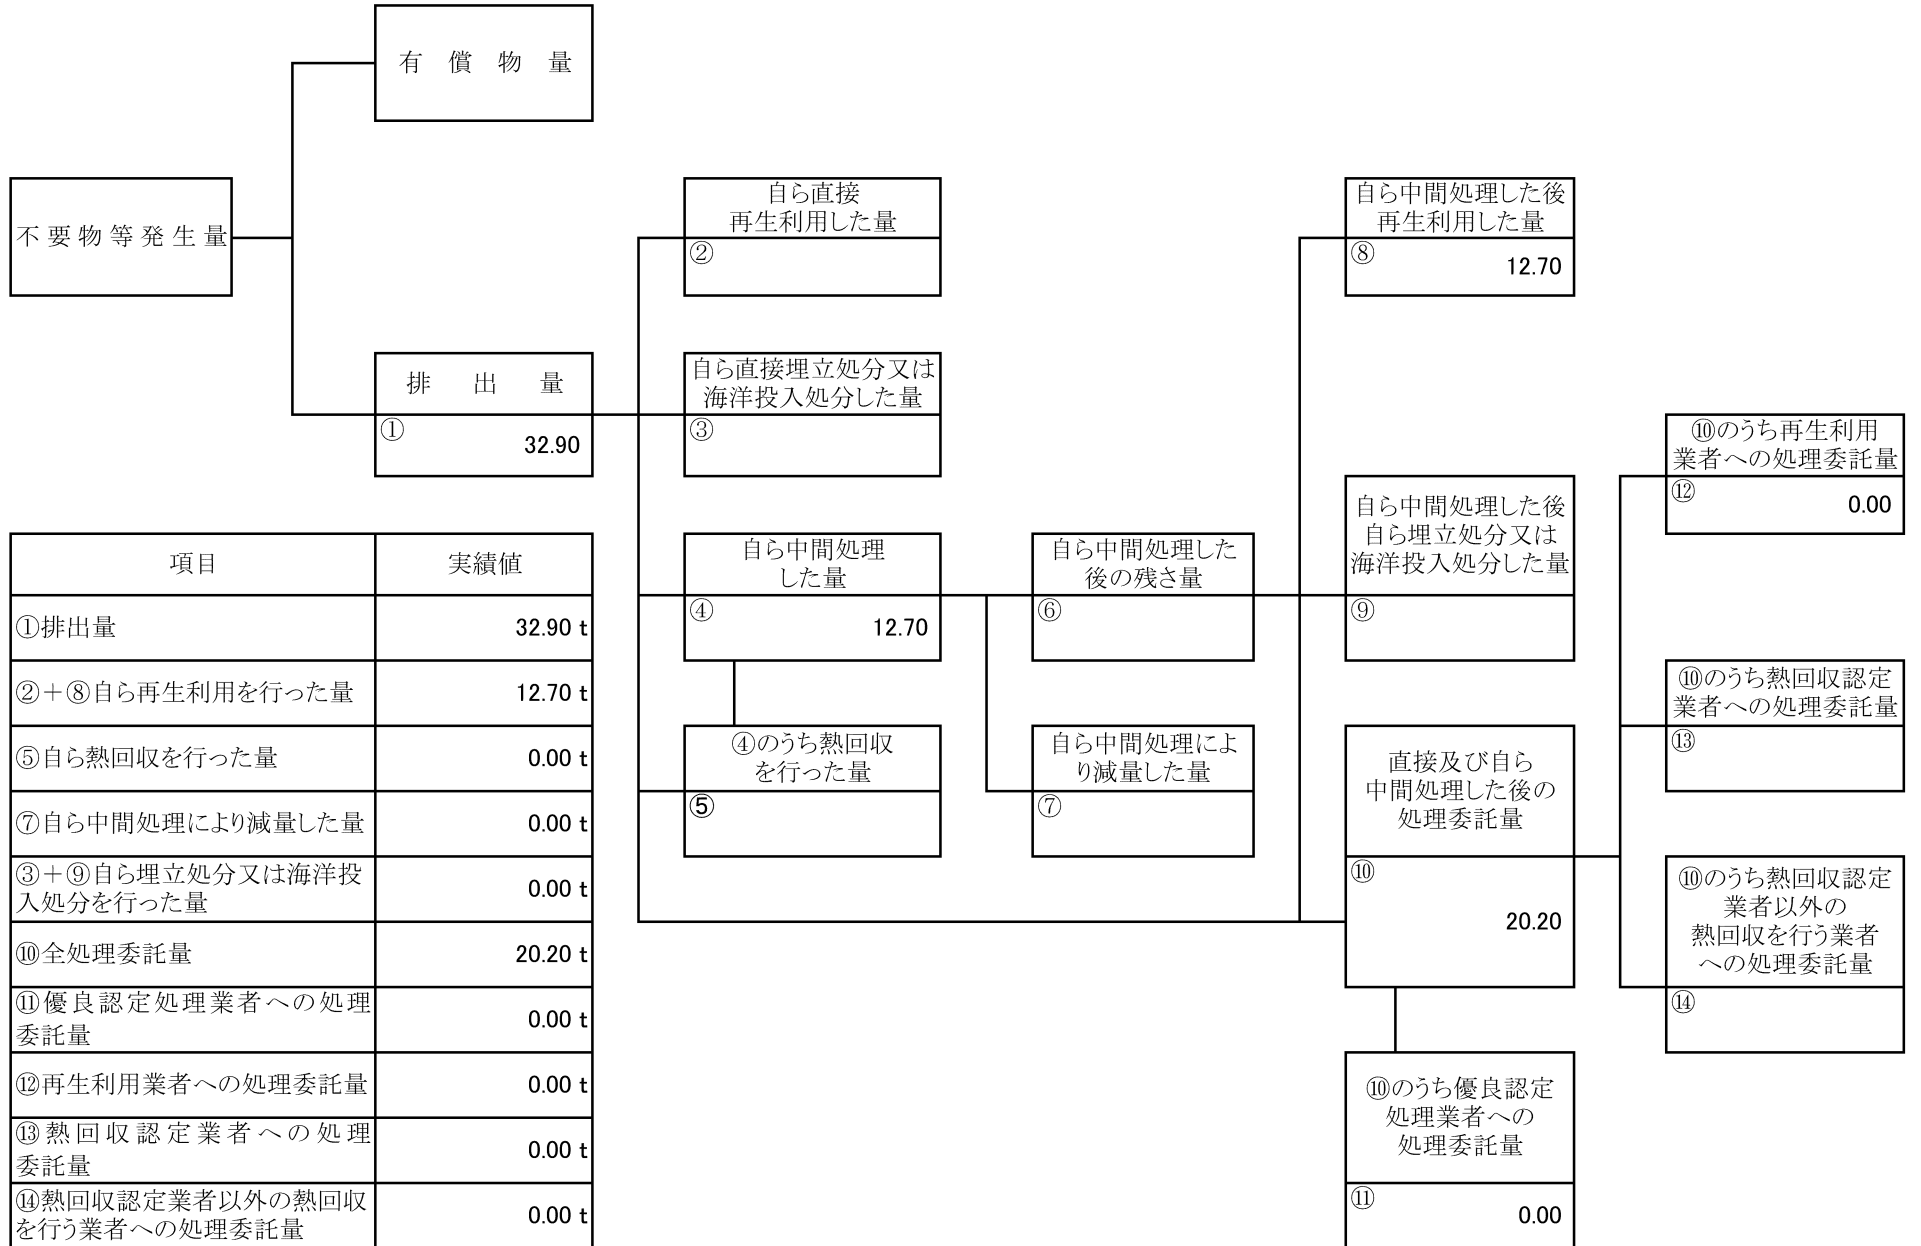 有償物量
不要物等発生量
排出量
①
32.90
自ら直接
再生利用した量
②
自ら直接埋立処分又は
海洋投入処分した量
③
自ら中間処理
した量
④
12.70
④のうち熱回収
を行った量
⑤
自ら中間処理した
後の残さ量
⑥
自ら中間処理によ
り減量した量
⑦
自ら中間処理した後
再生利用した量
⑧
12.70
自ら中間処理した後
自ら埋立処分又は
海洋投入処分した量
⑨
直接及び自ら
中間処理した後の
処理委託量
⑩
20.20
⑩のうち優良認定
処理業者への
処理委託量
⑪
0.00
⑩のうち再生利用
業者への処理委託量
⑫
0.00
⑩のうち熱回収認定
業者への処理委託量
⑬
⑩のうち熱回収認定
業者以外の
熱回収を行う業者
への処理委託量
⑭
項目 実績値
①排出量 32.90 t
②+⑧自ら再生利用を行った量 12.70 t
⑤自ら熱回収を行った量 0.00 t
⑦自ら中間処理により減量した量 0.00 t
③+⑨自ら埋立処分又は海洋投
入処分を行った量 0.00 t
⑩全処理委託量 20.20 t
⑪優良認定処理業者への処理
委託量 0.00 t
⑫再生利用業者への処理委託量 0.00 t
⑬熱回収認定業者への処理
委託量 0.00 t
⑭熱回収認定業者以外の熱回収
を行う業者への処理委託量 0.00 t